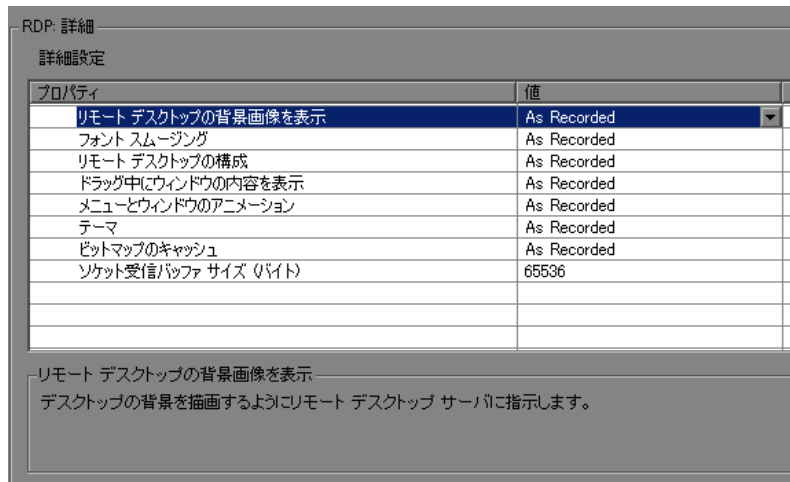 RDP: 詳細
詳細設定
プロパティ 値
リモート デスクトップの背景画像を表示 As Recorded
フォント スムージング As Recorded
リモート デスクトップの構成 As Recorded
ドラッグ中にウィンドウの内容を表示 As Recorded
メニューとウィンドウのアニメーション As Recorded
テーマ As Recorded
ビットマップのキャッシュ As Recorded
ソケット受信バッファ サイズ (バイト) 65536
リモート デスクトップの背景画像を表示
デスクトップの背景を描画するようにリモート デスクトップ サーバに指示します。